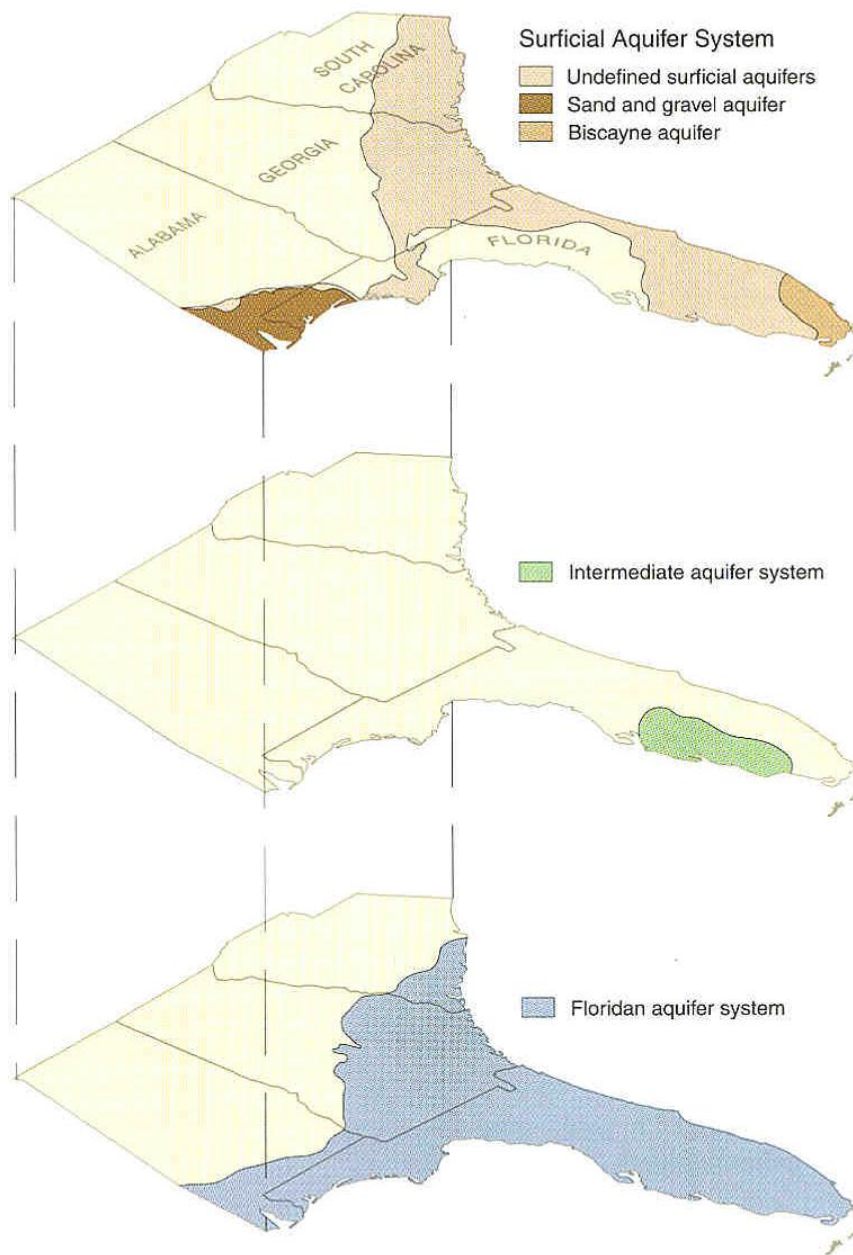 Surficial Aquifer System
Undefined surficial aquifers
Sand and gravel aquifer
Biscayne aquifer
SOUTH
CAROLINA
GEORGIA
ALABAMA
FLORIDA
Intermediate aquifer system
Floridan aquifer system